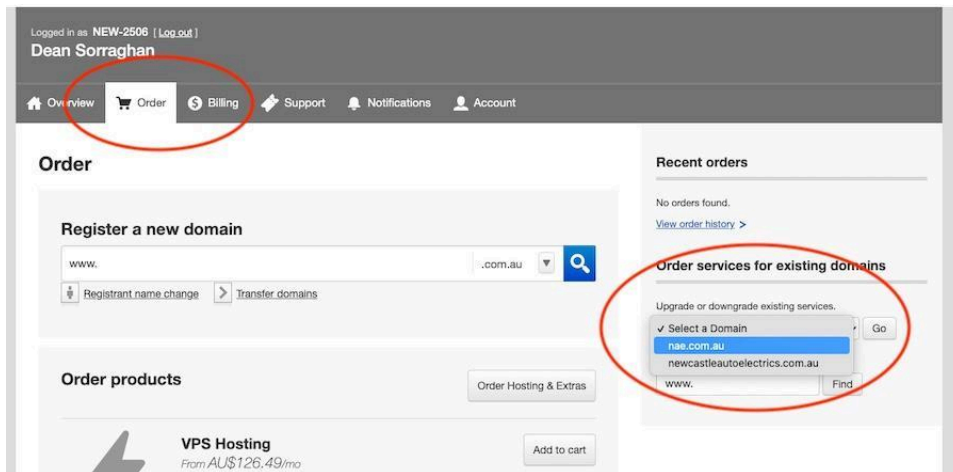 Logged in as NEW-2506 [ Log out ]
Dean Sorraghan
Overview
Order
Billing
Support
Notifications
Account
Order
Register a new domain
www.
.com.au
Registrant name change
Transfer domains
Order products
Order Hosting & Extras
VPS Hosting
From AU$126.49/mo
Add to cart
Recent orders
No orders found.
View order history >
Order services for existing domains
Upgrade or downgrade existing services.
✓ Select a Domain
Go
nae.com.au
newcastleautoelectrics.com.au
www.
Find